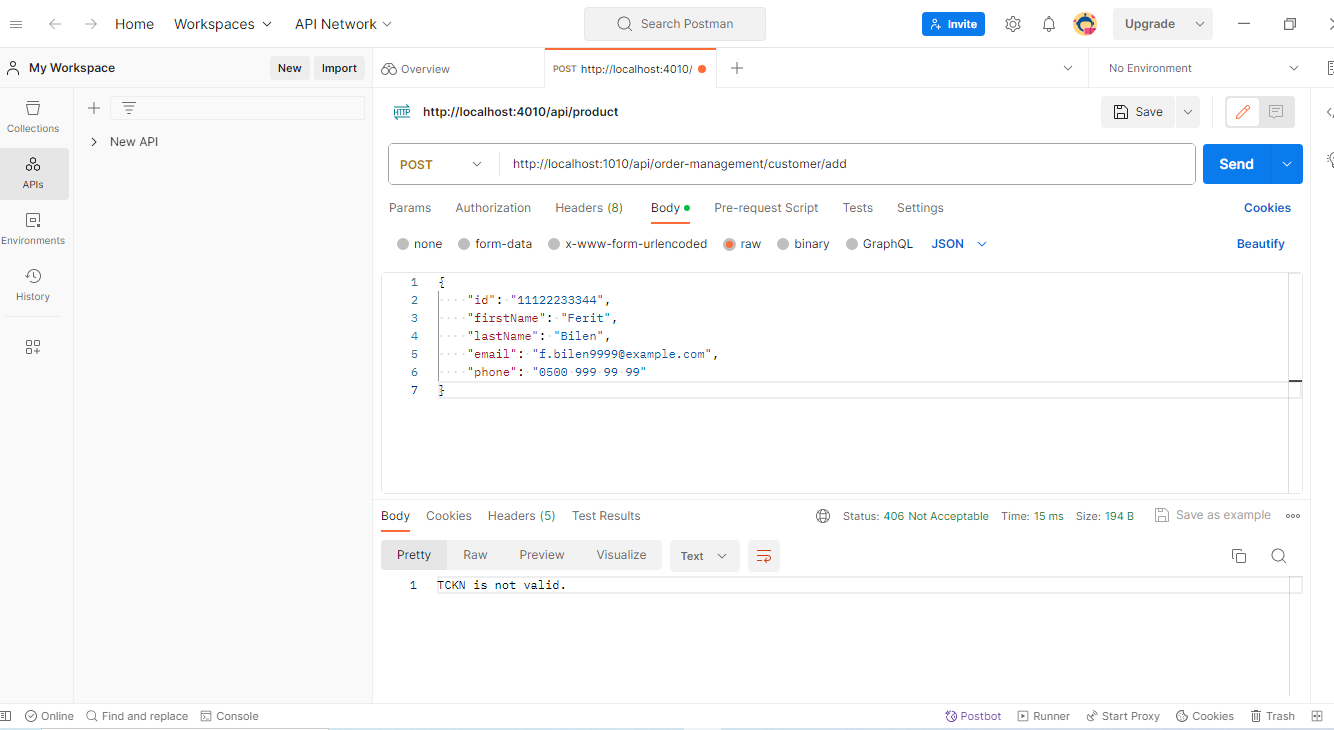 Home Workspaces API Network Search Postman Invite Upgrade
My Workspace New Import Overview POST http://localhost:4010/ No Environment
Collections
APIs
Environments
History
New API
HTTP http://localhost:4010/api/product Save
POST http://localhost:1010/api/order-management/customer/add Send
Params Authorization Headers (8) Body Pre-request Script Tests Settings Cookies
none form-data x-www-form-urlencoded raw binary GraphQL JSON Beautify
1 {
2 "id": "11122233344",
3 "firstName": "Ferit",
4 "lastName": "Bilen",
5 "email": "f.bilen9999@example.com",
6 "phone": "0500 999 99 99"
7 }
Body Cookies Headers (5) Test Results Status: 406 Not Acceptable Time: 15 ms Size: 194 B Save as example
Pretty Raw Preview Visualize Text
1 TCKN is not valid.
Online Find and replace Console Postbot Runner Start Proxy Cookies Trash